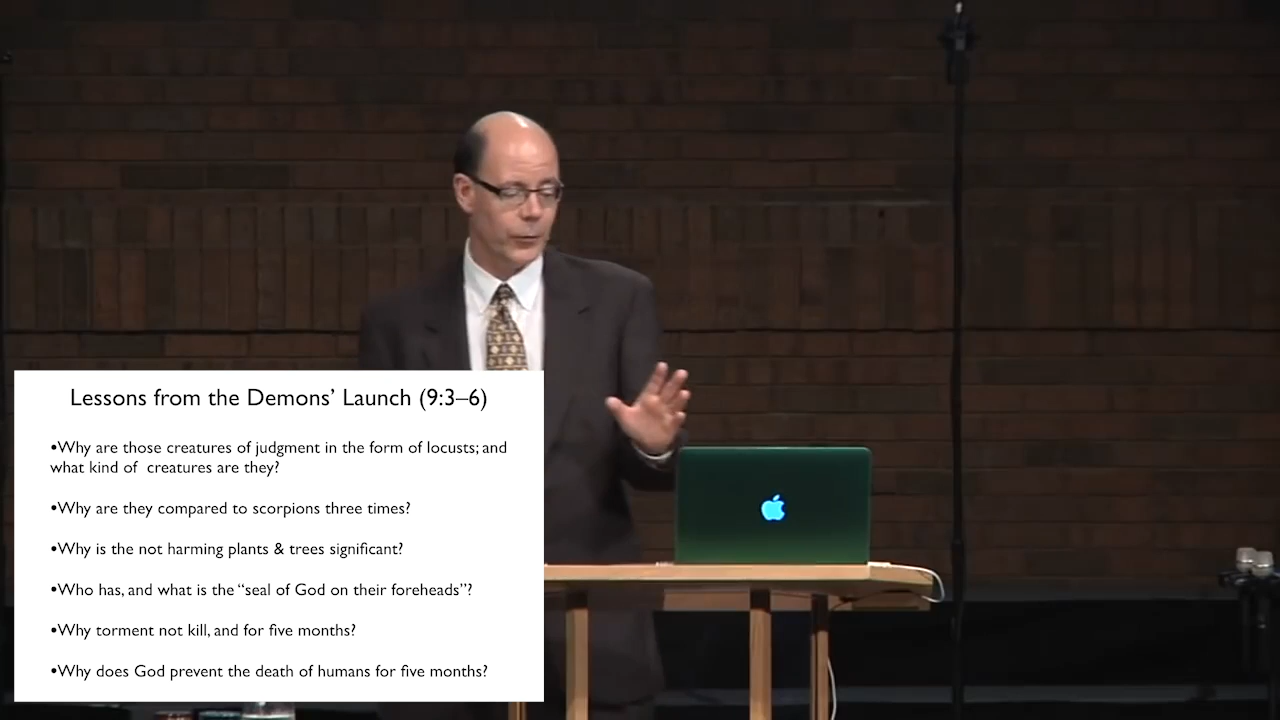 Lessons from the Demons’ Launch (9:3–6)
•Why are those creatures of judgment in the form of locusts; and
what kind of creatures are they?
•Why are they compared to scorpions three times?
•Why is the not harming plants & trees significant?
•Who has, and what is the “seal of God on their foreheads”?
•Why torment not kill, and for five months?
•Why does God prevent the death of humans for five months?